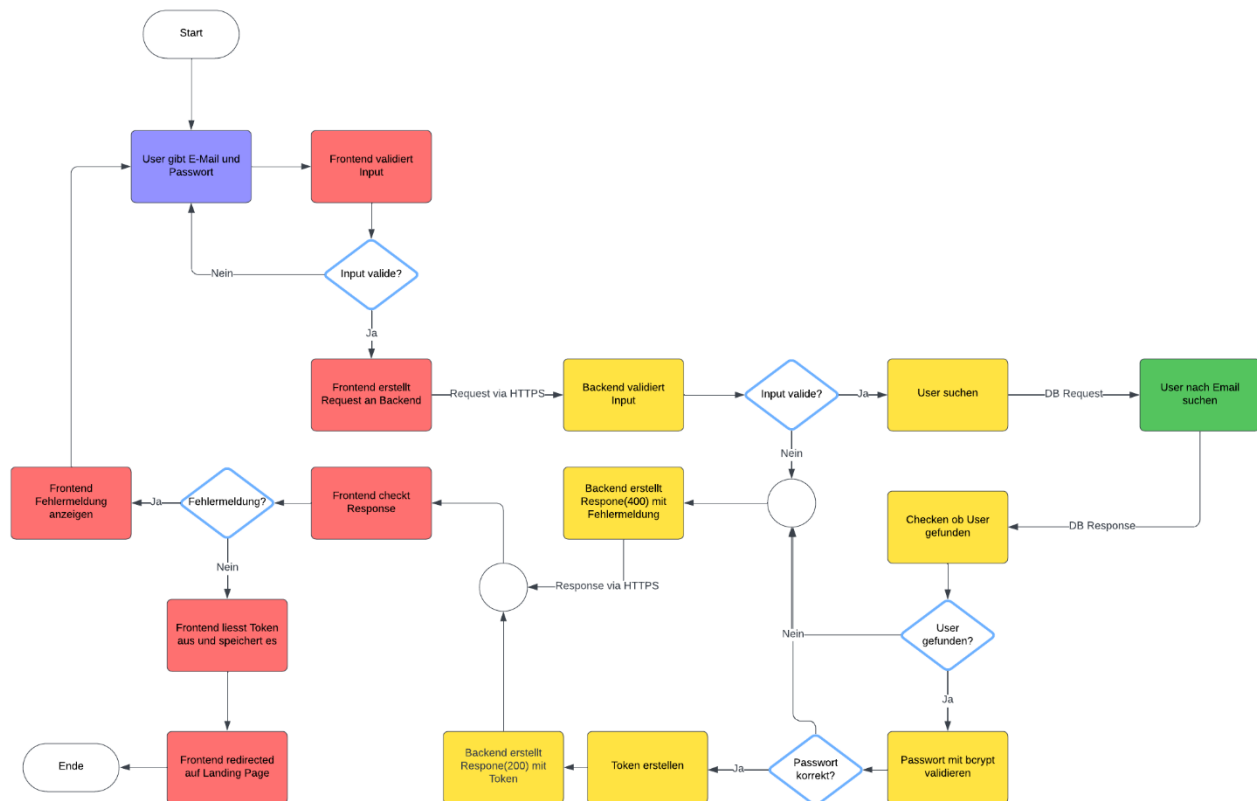 Start
User gibt E-Mail und
Passwort
Frontend validiert
Input
Nein
Input valide?
Ja
Frontend erstellt
Request an Backend
Request via HTTPS
Backend validiert
Input
Input valide?
Ja
User suchen
DB Request
User nach Email
suchen
Nein
Frontend
Fehlermeldung
anzeigen
Ja
Fehlermeldung?
Frontend checkt
Response
Backend erstellt
Respone(400) mit
Fehlermeldung
Checken ob User
gefunden
DB Response
Nein
Response via HTTPS
Frontend liesst Token
aus und speichert es
Nein
User
gefunden?
Ja
Ende
Frontend redirected
auf Landing Page
Backend erstellt
Respone(200) mit
Token
Token erstellen
Ja
Passwort
korrekt?
Passwort mit bcrypt
validieren